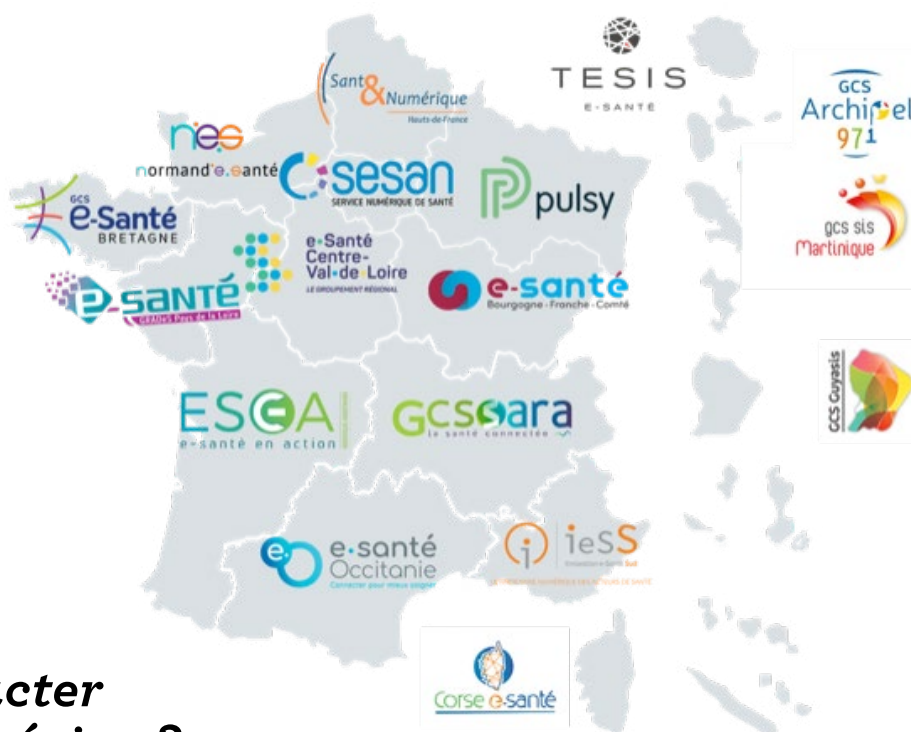 Sant&Numérique
Hauts-de-France
TESIS
E-SANTÉ
GCS
Archipel
971
nes
normand'e.santé
sesan
SERVICE NUMÉRIQUE DE SANTÉ
pulsy
gcs sis
Martinique
GCS
e-Santé
BRETAGNE
e-Santé
Centre-
Val-de-Loire
LE GROUPEMENT RÉGIONAL
e-santé
GRADeS Pays de la Loire
e-santé
Bourgogne-Franche-Comté
GCS Guyasis
ESEA
e-santé en action
GCSsara
la santé connectée
e.santé
Occitanie
Connecter pour mieux soigner
ieSS
Innovation e-Santé Sud
Corse e-santé
cter